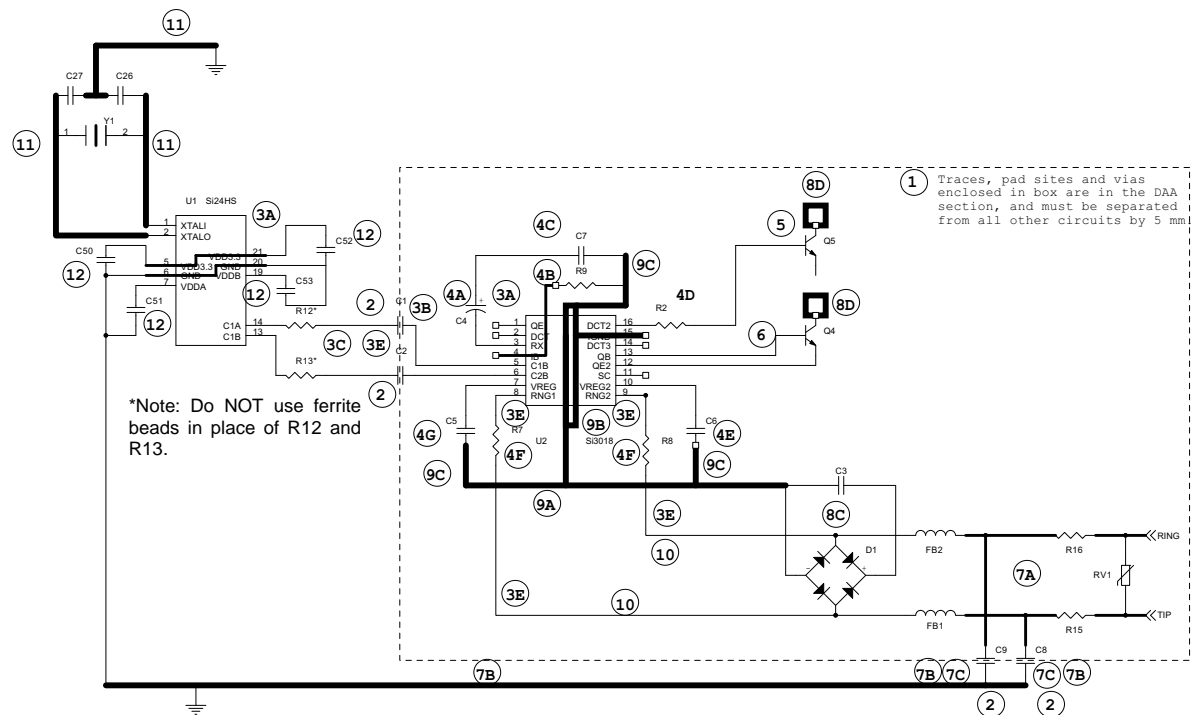 11
C27
C26
Y1
1
2
11
11
U1
Si24HS
3A
1
XTALI
2
XTALO
C50
12
5
VDD3.3
6
GND
7
VDDA
VDD3.3
21
GND
20
VDDB
19
C52
12
C53
12
C51
12
C1A
14
C1B
13
R12*
R13*
2
C1
3B
3C
3E
C2
2
*Note: Do NOT use ferrite
beads in place of R12 and
R13.
1
Traces, pad sites and vias
enclosed in box are in the DAA
section, and must be separated
from all other circuits by 5 mm
8D
5
Q5
8D
6
Q4
4C
C7
4B
R9
9C
4A
3A
C4
+
4D
R2
1
QE
2
DCT
3
RX
4
IB
5
C1B
6
C2B
7
VREG
8
RNG1
16
DCT2
15
IGND
14
DCT3
13
QB
12
QE2
11
SC
10
VREG2
9
RNG2
3E
R7
U2
9B
Si3018
3E
C5
4G
4F
4F
R8
C6
4E
9C
9C
9A
C3
8C
3E
10
D1
-
+
FB2
R16
RING
7A
RV1
3E
10
FB1
R15
TIP
7B
7B
7C
C9
C8
7C
7B
2
2